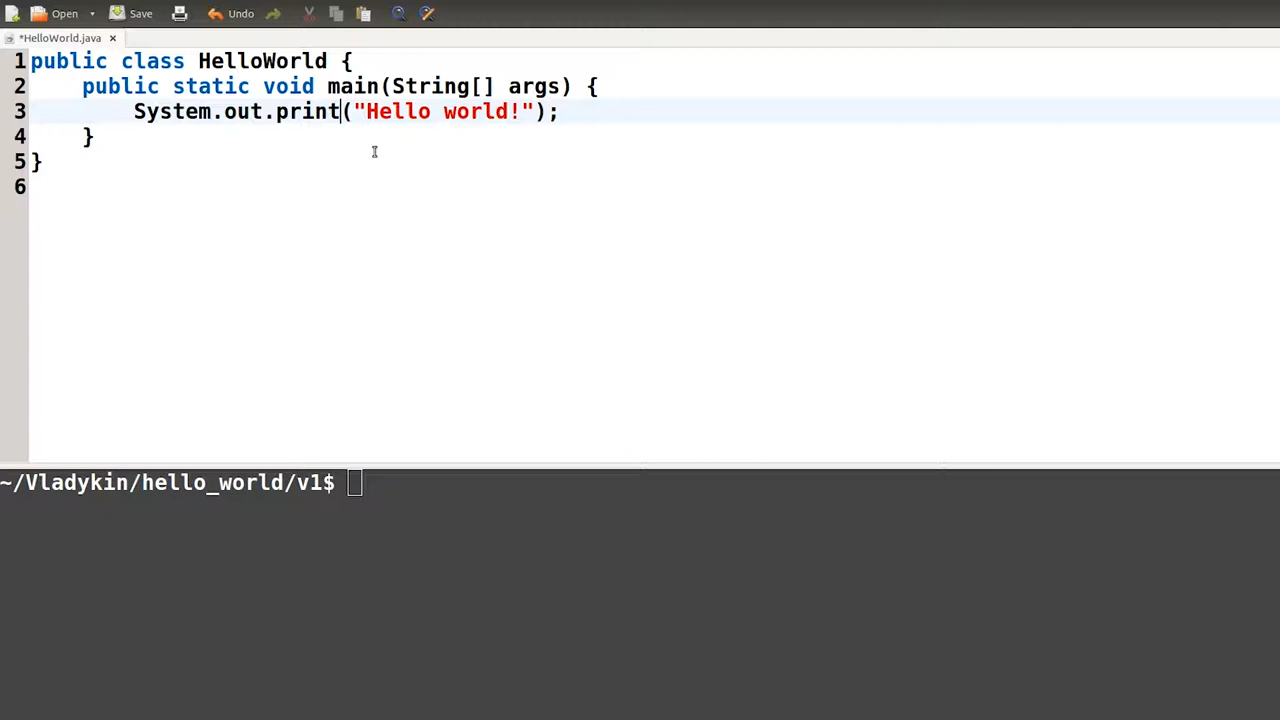 Open Save Undo
*HelloWorld.java ×
1 public class HelloWorld {
2     public static void main(String[] args) {
3         System.out.print("Hello world!");
4     }
5 }
6
~/Vladykin/hello_world/v1$